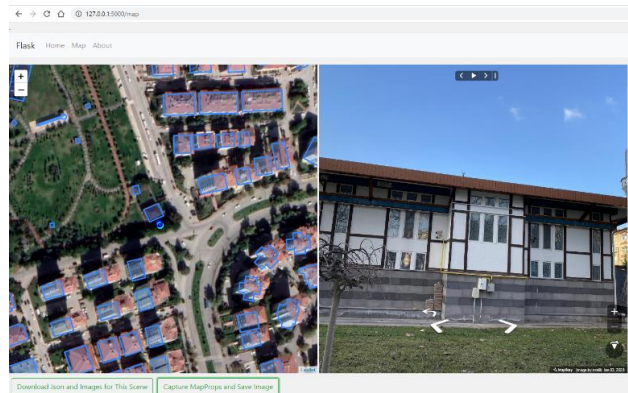 127.0.0.1:5000/map
Flask Home Map About
+
−
Leaflet
Download Json and Images for This Scene
Capture MapProps and Save Image